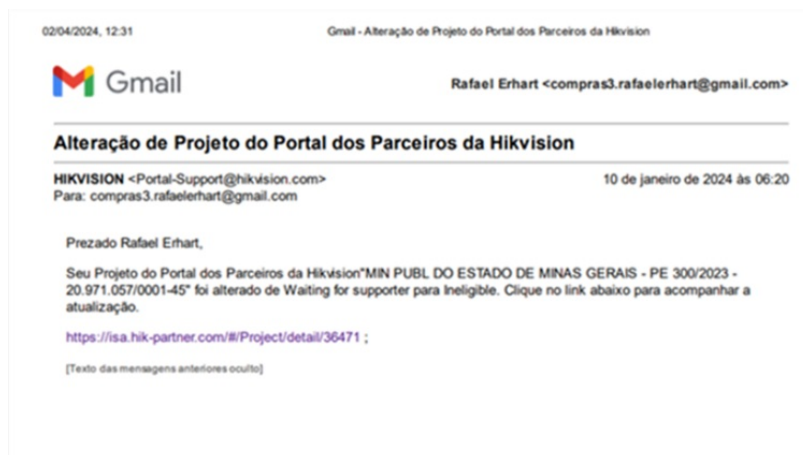 02/04/2024, 12:31 Gmail - Alteração de Projeto do Portal dos Parceiros da Hikvision
Gmail Rafael Erhart <compras3.rafaelerhart@gmail.com>
Alteração de Projeto do Portal dos Parceiros da Hikvision
HIKVISION <Portal-Support@hikvision.com> 10 de janeiro de 2024 às 06:20
Para: compras3.rafaelerhart@gmail.com
Prezado Rafael Erhart,
Seu Projeto do Portal dos Parceiros da Hikvision"MIN PUBL DO ESTADO DE MINAS GERAIS - PE 300/2023 -
20.971.057/0001-45" foi alterado de Waiting for supporter para Ineligible. Clique no link abaixo para acompanhar a
atualização.
https://isa.hik-partner.com/#/Project/detail/36471 ;
[Texto das mensagens anteriores oculto]